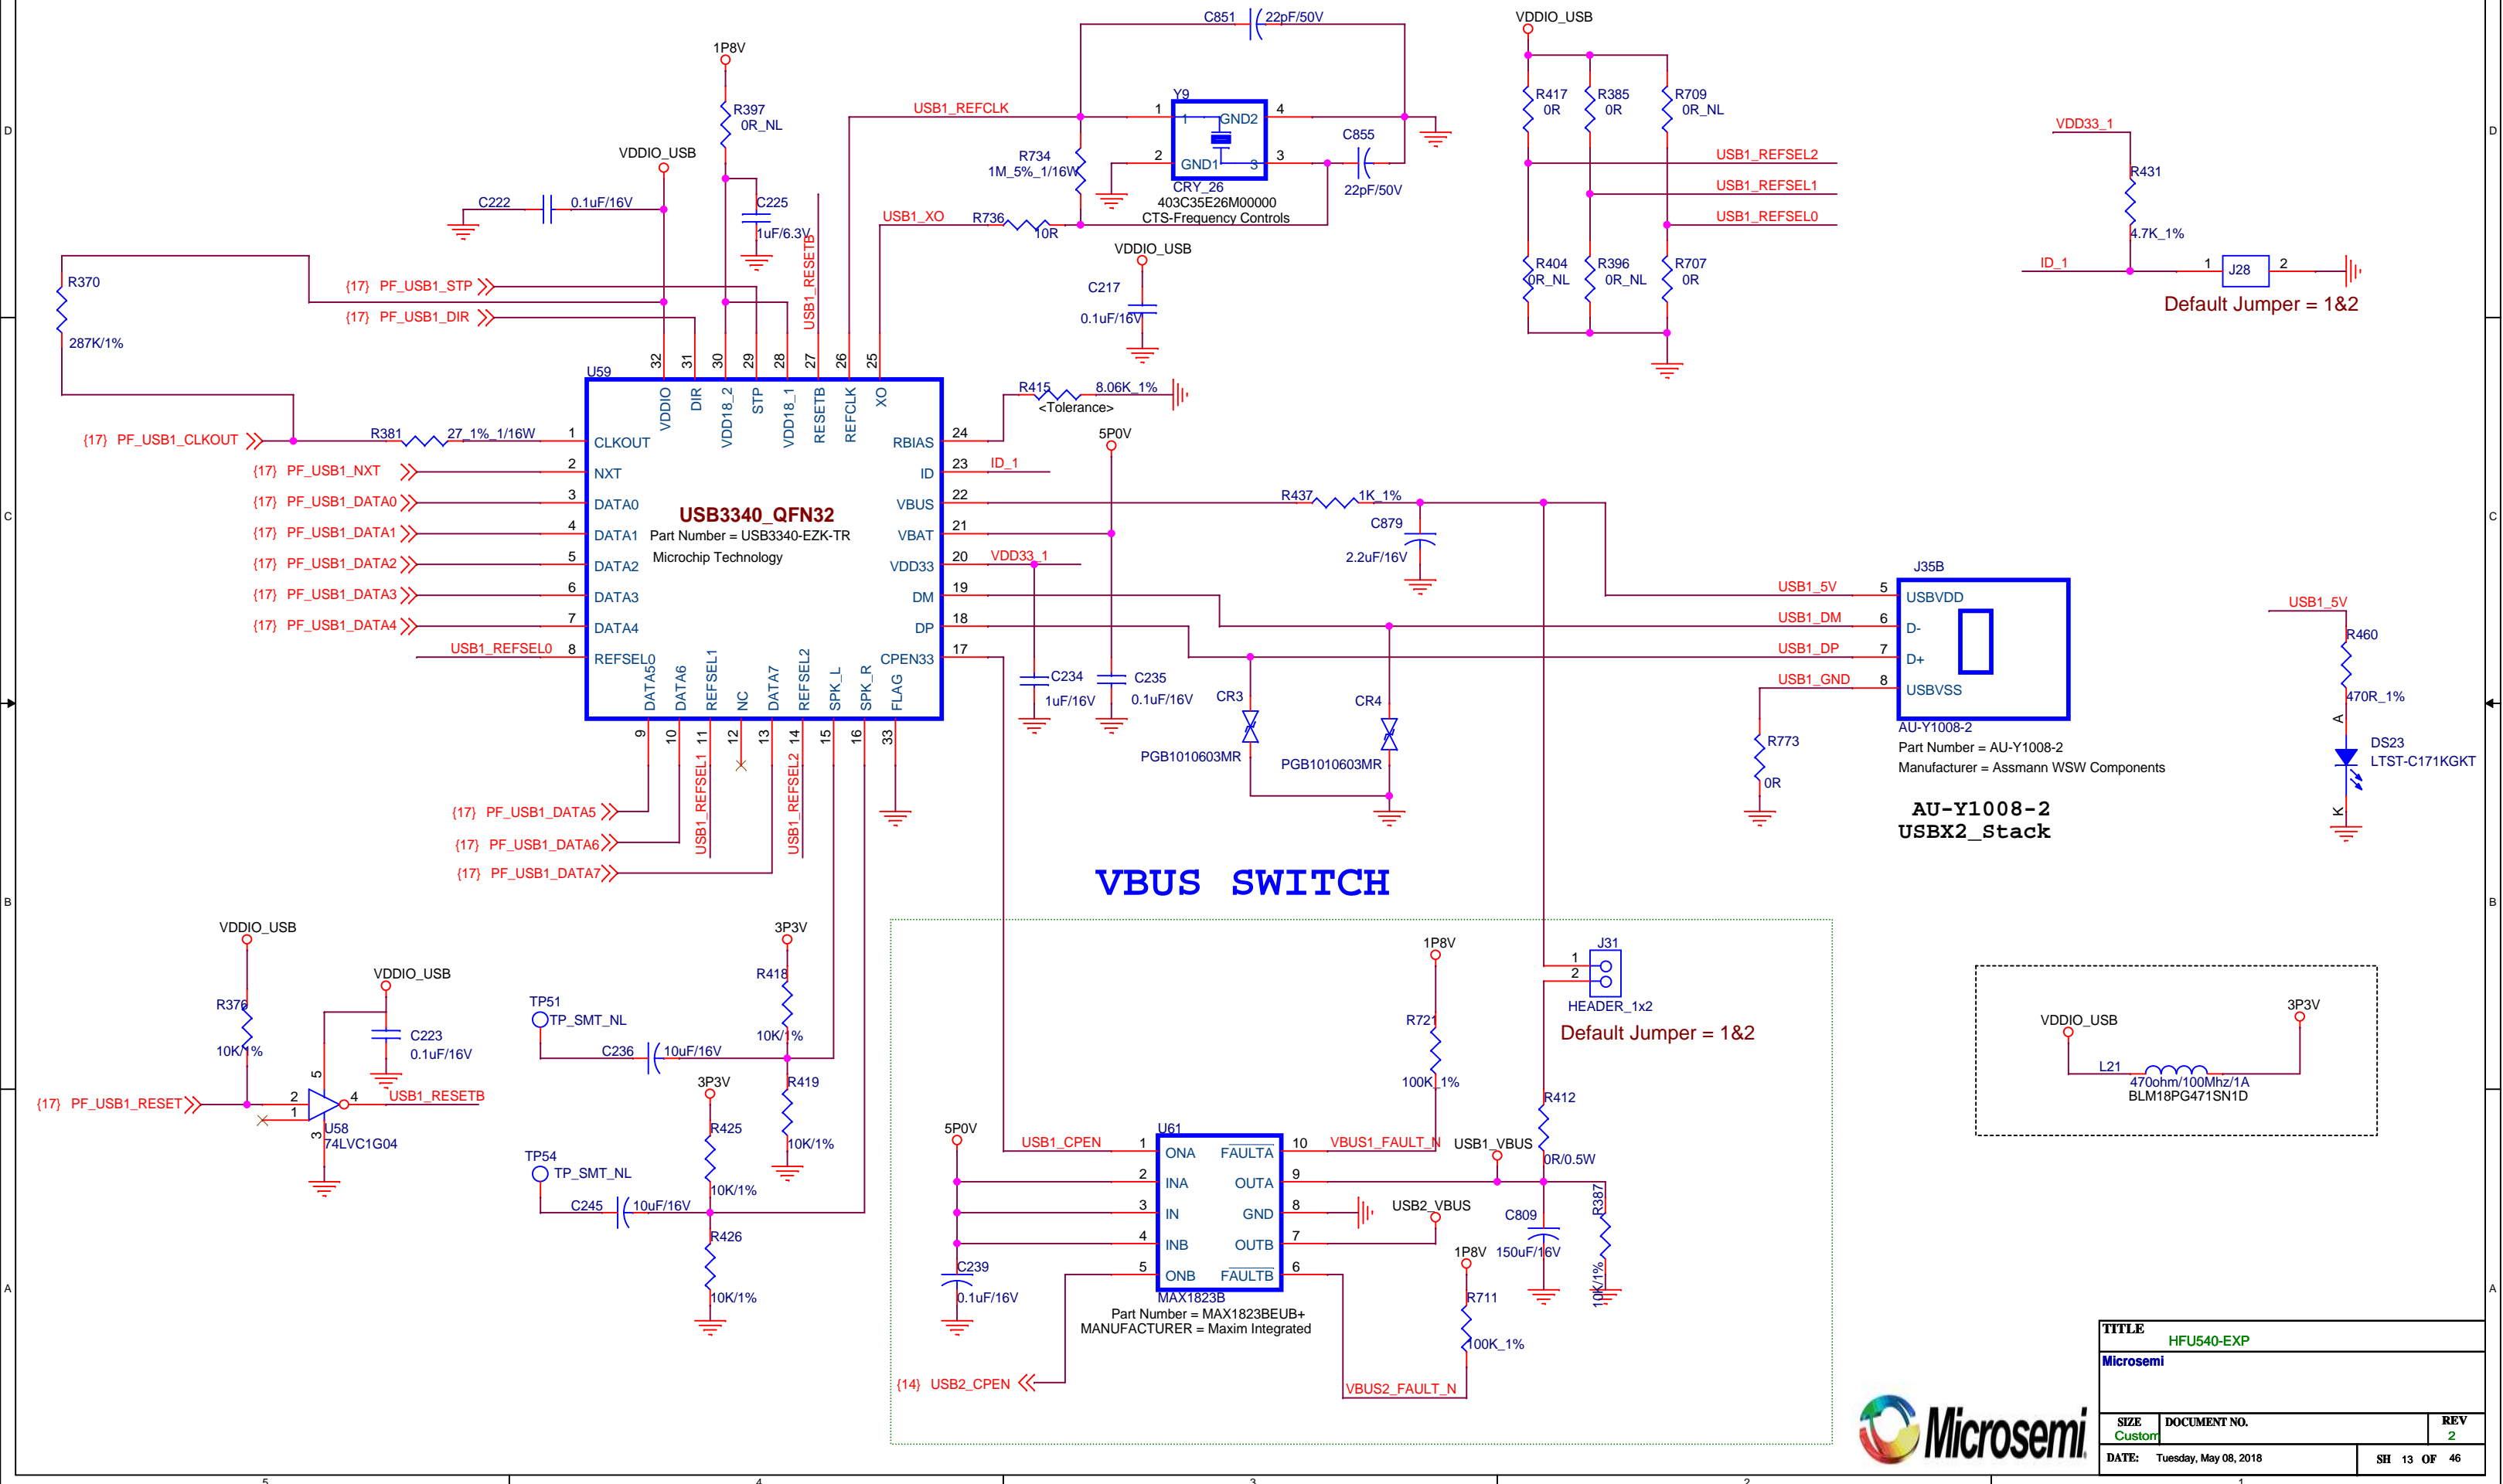 C851 22pF/50V
VDDIO_USB
1P8V
R397
0R_NL
VDDIO_USB
C222 0.1uF/16V
C225
1uF/6.3V
USB1_RESETB
USB1_REFCLK
Y9
1
2
4
3
1
GND2
GND1
3
CRY_26
403C35E26M00000
CTS-Frequency Controls
R734
1M_5%_1/16W
C855
22pF/50V
USB1_XO R736
10R
VDDIO_USB
C217
0.1uF/16V
R417
0R
R385
0R
R709
0R_NL
USB1_REFSEL2
USB1_REFSEL1
USB1_REFSEL0
R404
0R_NL
R396
0R_NL
R707
0R
VDD33_1
R431
4.7K_1%
ID_1
1 J28 2
Default Jumper = 1&2
R370
287K/1%
{17} PF_USB1_STP
{17} PF_USB1_DIR
32 31 30 29 28 27 26 25
U59
VDDIO
DIR
VDD18_2
STP
VDD18_1
RESETB
REFCLK
XO
{17} PF_USB1_CLKOUT R381 27_1%_1/16W 1 CLKOUT
{17} PF_USB1_NXT 2 NXT
{17} PF_USB1_DATA0 3 DATA0
{17} PF_USB1_DATA1 4 DATA1
{17} PF_USB1_DATA2 5 DATA2
{17} PF_USB1_DATA3 6 DATA3
{17} PF_USB1_DATA4 7 DATA4
USB1_REFSEL0 8 REFSEL0
USB3340_QFN32
Part Number = USB3340-EZK-TR
Microchip Technology
RBIAS 24
ID 23 ID_1
VBUS 22
VBAT 21
VDD33 20 VDD33_1
DM 19
DP 18
CPEN33 17
R415 8.06K_1%
<Tolerance>
5P0V
DATA5
DATA6
REFSEL1
NC
DATA7
REFSEL2
SPK_L
SPK_R
FLAG
9 10 11 12 13 14 15 16 33
USB1_REFSEL1
USB1_REFSEL2
{17} PF_USB1_DATA5
{17} PF_USB1_DATA6
{17} PF_USB1_DATA7
R437 1K_1%
C879
2.2uF/16V
C234
1uF/16V
C235
0.1uF/16V
CR3
PGB1010603MR
CR4
PGB1010603MR
J35B
USB1_5V 5 USBVDD
USB1_DM 6 D-
USB1_DP 7 D+
USB1_GND 8 USBVSS
AU-Y1008-2
Part Number = AU-Y1008-2
Manufacturer = Assmann WSW Components
AU-Y1008-2
USBX2_Stack
R773
0R
USB1_5V
R460
470R_1%
A
DS23
LTST-C171KGKT
K
VBUS SWITCH
VDDIO_USB
R376
10K/1%
VDDIO_USB
C223
0.1uF/16V
{17} PF_USB1_RESET 2
1
5
3
4 USB1_RESETB
U58
74LVC1G04
TP51
TP_SMT_NL
C236 10uF/16V
3P3V
R418
10K/1%
R419
10K/1%
TP54
TP_SMT_NL
C245 10uF/16V
3P3V
R425
10K/1%
R426
10K/1%
5P0V
C239
0.1uF/16V
U61
USB1_CPEN 1 ONA
2 INA
3 IN
4 INB
5 ONB
FAULTA 10 VBUS1_FAULT_N
OUTA 9
GND 8
OUTB 7
FAULTB 6
MAX1823B
Part Number = MAX1823BEUB+
MANUFACTURER = Maxim Integrated
{14} USB2_CPEN
1P8V
R721
100K_1%
J31
1
2
HEADER_1x2
Default Jumper = 1&2
R412
0R/0.5W
USB1_VBUS
USB2_VBUS
C809
150uF/16V
R387
10K/1%
1P8V
R711
100K_1%
VBUS2_FAULT_N
VDDIO_USB
3P3V
L21
470ohm/100Mhz/1A
BLM18PG471SN1D
Microsemi
TITLE
HFU540-EXP
Microsemi
SIZE
Custom
DOCUMENT NO.
REV
2
DATE: Tuesday, May 08, 2018
SH 13 OF 46
D
C
B
A
D
C
B
A
5 4 3 2 1